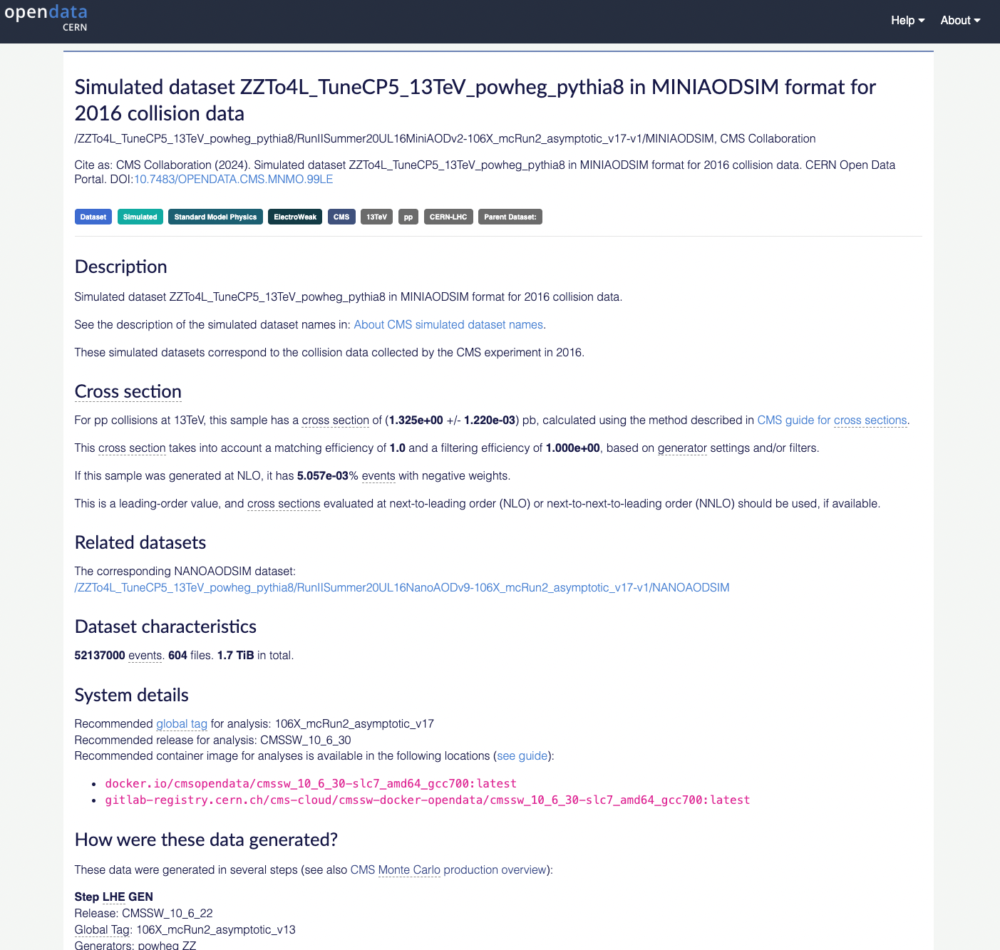 opendata
CERN
Help
About
Simulated dataset ZZTo4L_TuneCP5_13TeV_powheg_pythia8 in MINIAODSIM format for
2016 collision data
/ZZTo4L_TuneCP5_13TeV_powheg_pythia8/RunIISummer20UL16MiniAODv2-106X_mcRun2_asymptotic_v17-v1/MINIAODSIM, CMS Collaboration
Cite as: CMS Collaboration (2024). Simulated dataset ZZTo4L_TuneCP5_13TeV_powheg_pythia8 in MINIAODSIM format for 2016 collision data. CERN Open Data
Portal. DOI:10.7483/OPENDATA.CMS.MNMO.99LE
Dataset Simulated Standard Model Physics ElectroWeak CMS 13TeV pp CERN-LHC Parent Dataset:
Description
Simulated dataset ZZTo4L_TuneCP5_13TeV_powheg_pythia8 in MINIAODSIM format for 2016 collision data.
See the description of the simulated dataset names in: About CMS simulated dataset names.
These simulated datasets correspond to the collision data collected by the CMS experiment in 2016.
Cross section
For pp collisions at 13TeV, this sample has a cross section of (1.325e+00 +/- 1.220e-03) pb, calculated using the method described in CMS guide for cross sections.
This cross section takes into account a matching efficiency of 1.0 and a filtering efficiency of 1.000e+00, based on generator settings and/or filters.
If this sample was generated at NLO, it has 5.057e-03% events with negative weights.
This is a leading-order value, and cross sections evaluated at next-to-leading order (NLO) or next-to-next-to-leading order (NNLO) should be used, if available.
Related datasets
The corresponding NANOAODSIM dataset:
/ZZTo4L_TuneCP5_13TeV_powheg_pythia8/RunIISummer20UL16NanoAODv9-106X_mcRun2_asymptotic_v17-v1/NANOAODSIM
Dataset characteristics
52137000 events. 604 files. 1.7 TiB in total.
System details
Recommended global tag for analysis: 106X_mcRun2_asymptotic_v17
Recommended release for analysis: CMSSW_10_6_30
Recommended container image for analyses is available in the following locations (see guide):
• docker.io/cmsopendata/cmssw_10_6_30-slc7_amd64_gcc700:latest
• gitlab-registry.cern.ch/cms-cloud/cmssw-docker-opendata/cmssw_10_6_30-slc7_amd64_gcc700:latest
How were these data generated?
These data were generated in several steps (see also CMS Monte Carlo production overview):
Step LHE GEN
Release: CMSSW_10_6_22
Global Tag: 106X_mcRun2_asymptotic_v13
Generators: powheg ZZ